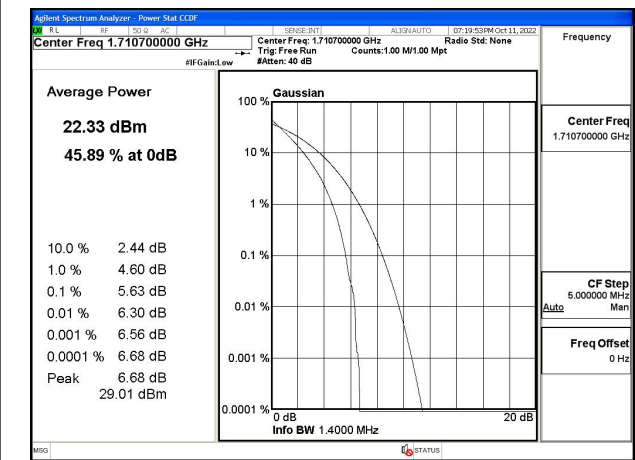 Agilent Spectrum Analyzer - Power Stat CCDF
LXI RL RF 50 Ω AC SENSE:INT ALIGNAUTO 07:19:53PM Oct 11, 2022
Center Freq 1.710700000 GHz
Center Freq: 1.710700000 GHz Radio Std: None
Trig: Free Run Counts:1.00 M/1.00 Mpt
#IFGain:Low #Atten: 40 dB
Frequency
Average Power
22.33 dBm
45.89 % at 0dB
10.0 % 2.44 dB
1.0 % 4.60 dB
0.1 % 5.63 dB
0.01 % 6.30 dB
0.001 % 6.56 dB
0.0001 % 6.68 dB
Peak 6.68 dB
29.01 dBm
Gaussian
100 %
10 %
1 %
0.1 %
0.01 %
0.001 %
0.0001 %
0 dB 20 dB
Info BW 1.4000 MHz
Center Freq
1.710700000 GHz
CF Step
5.000000 MHz
Auto Man
Freq Offset
0 Hz
MSG STATUS